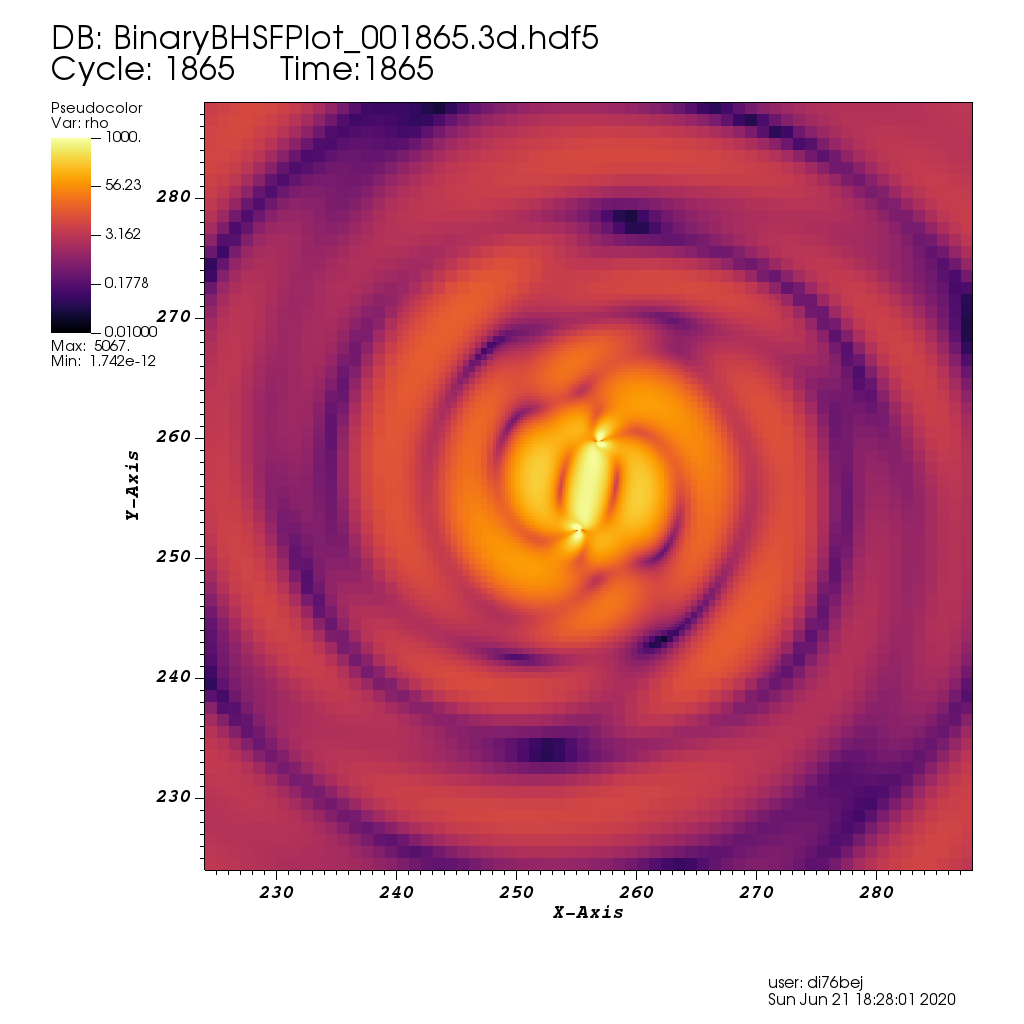 DB: BinaryBHSFPlot_001865.3d.hdf5
Cycle: 1865 Time:1865
Pseudocolor
Var: rho
1000.
56.23
3.162
0.1778
0.01000
Max: 5067.
Min: 1.742e-12
280
270
260
250
240
230
Y-Axis
230 240 250 260 270 280
X-Axis
user: di76bej
Sun Jun 21 18:28:01 2020